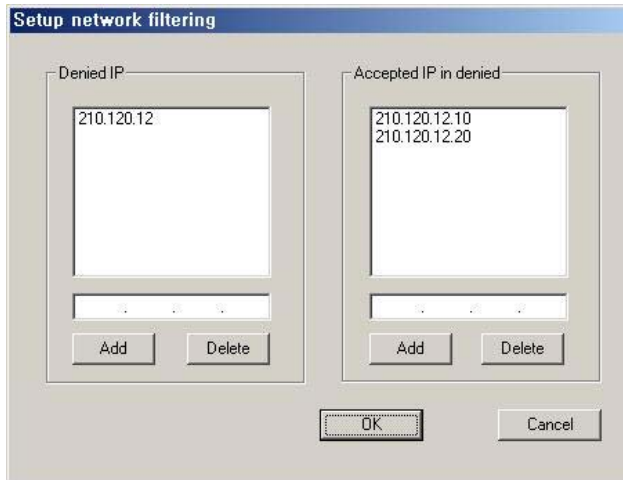 Setup network filtering
Denied IP
210.120.12
. . .
Add Delete
Accepted IP in denied
210.120.12.10
210.120.12.20
. . .
Add Delete
OK Cancel